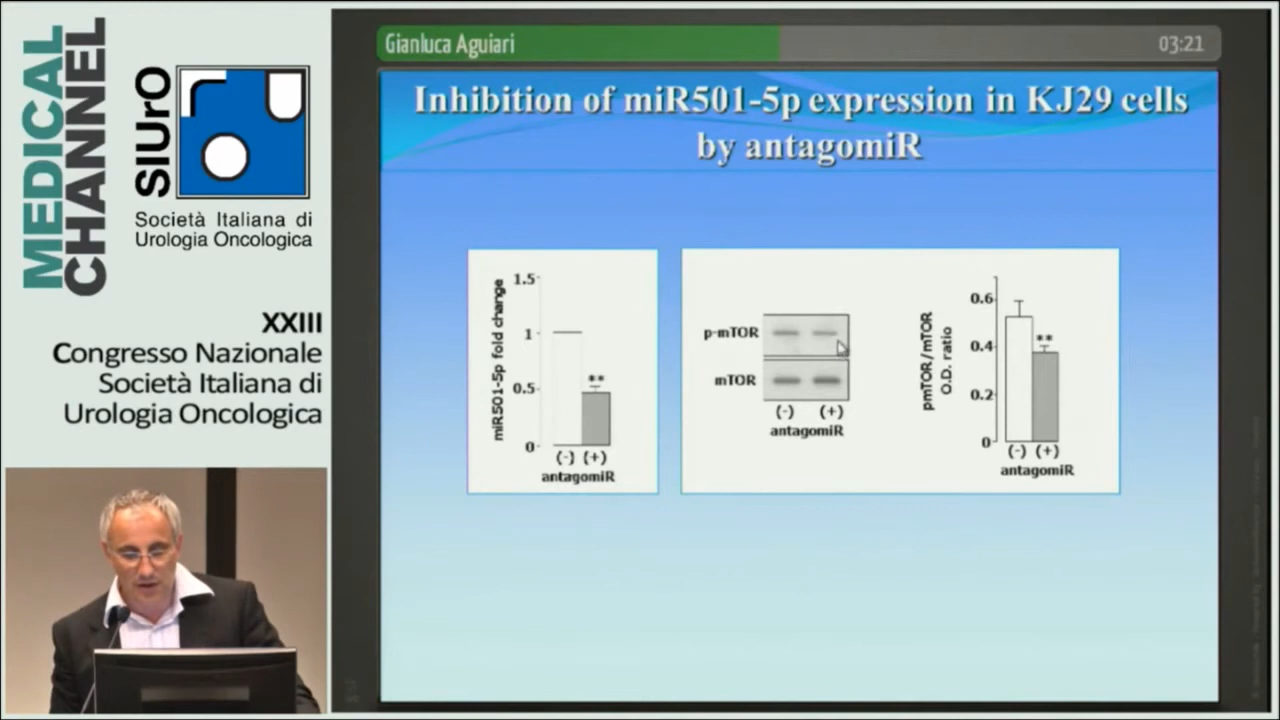 MEDICAL
CHANNEL
SIUrO
Società Italiana di
Urologia Oncologica
XXIII
Congresso Nazionale
Società Italiana di
Urologia Oncologica
Gianluca Aguiari
03:21
Inhibition of miR501-5p expression in KJ29 cells
by antagomiR
miR501-5p fold change
1.5
1
0.5
0
**
(-) (+)
antagomiR
p-mTOR
mTOR
(-) (+)
antagomiR
pmTOR/mTOR
O.D. ratio
0.6
0.4
0.2
0
**
(-) (+)
antagomiR